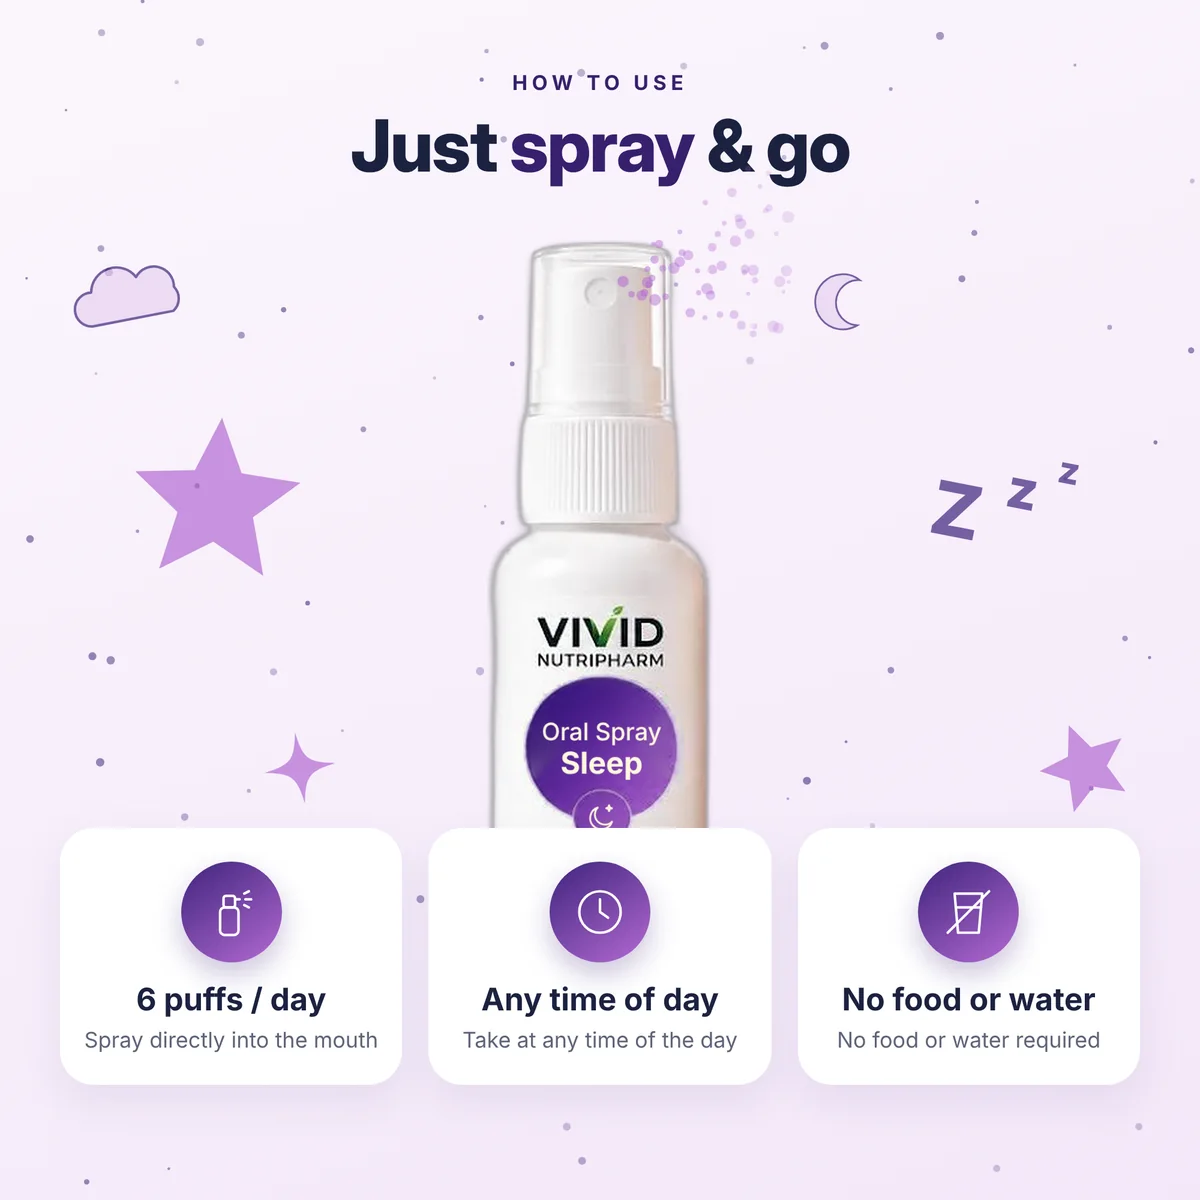 HOW TO USE
Just spray & go
z
z
Z
VIVID
NUTRIPHARM
Oral Spray
Sleep
6 puffs / day
Spray directly into the mouth
Any time of day
Take at any time of the day
No food or water
No food or water required